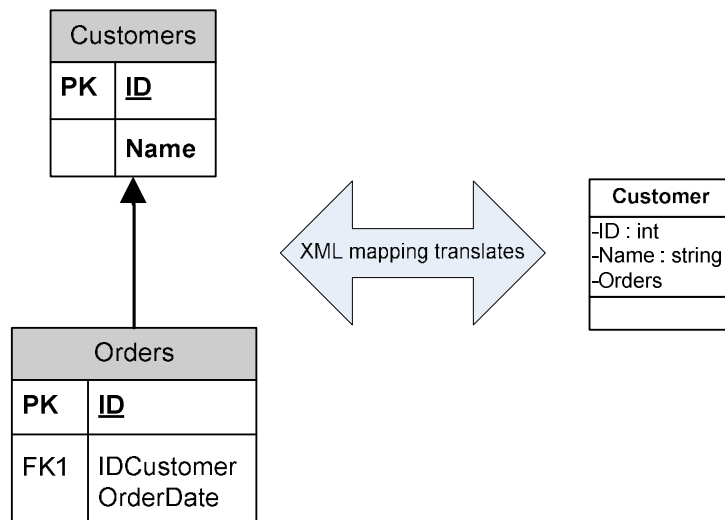 Customers
PK ID
Name
XML mapping translates
Customer
-ID : int
-Name : string
-Orders
Orders
PK ID
FK1 IDCustomer
OrderDate